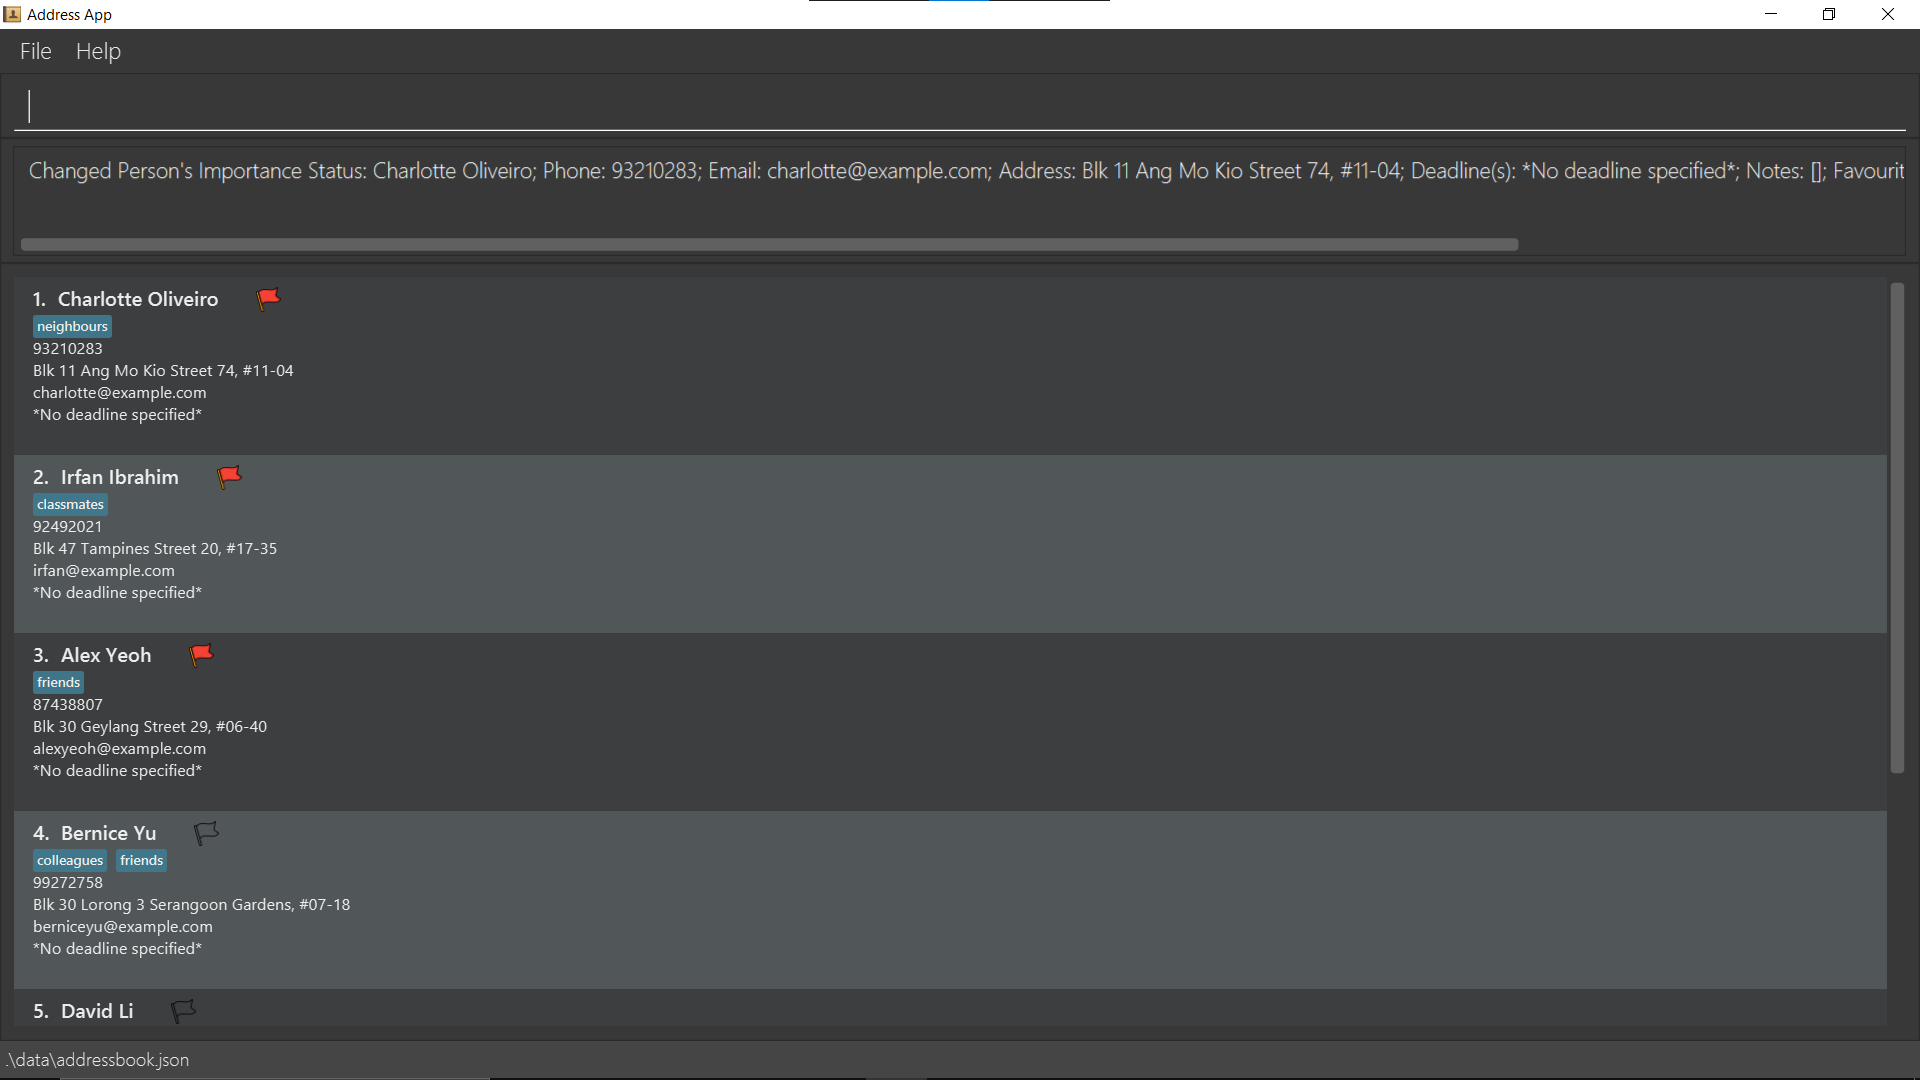 Address App
File Help
Changed Person's Importance Status: Charlotte Oliveiro; Phone: 93210283; Email: charlotte@example.com; Address: Blk 11 Ang Mo Kio Street 74, #11-04; Deadline(s): *No deadline specified*; Notes: []; Favourit
1. Charlotte Oliveiro
neighbours
93210283
Blk 11 Ang Mo Kio Street 74, #11-04
charlotte@example.com
*No deadline specified*
2. Irfan Ibrahim
classmates
92492021
Blk 47 Tampines Street 20, #17-35
irfan@example.com
*No deadline specified*
3. Alex Yeoh
friends
87438807
Blk 30 Geylang Street 29, #06-40
alexyeoh@example.com
*No deadline specified*
4. Bernice Yu
colleagues friends
99272758
Blk 30 Lorong 3 Serangoon Gardens, #07-18
berniceyu@example.com
*No deadline specified*
5. David Li
.\data\addressbook.json